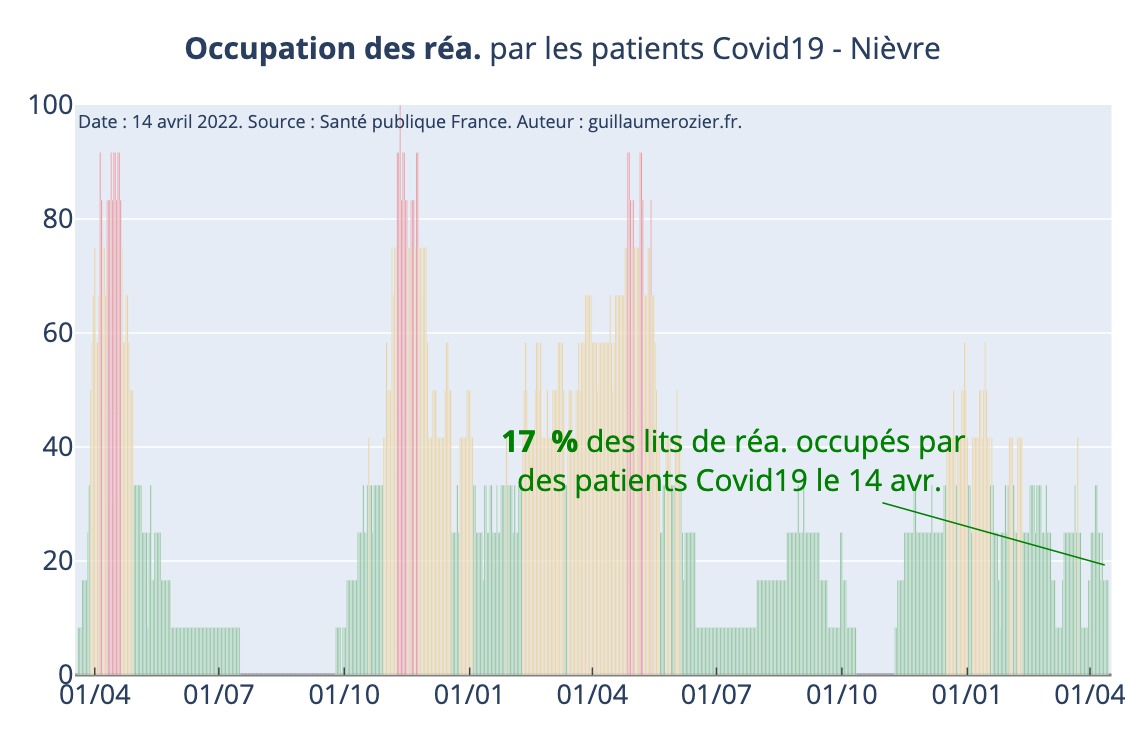 Occupation des réa. par les patients Covid19 - Nièvre
100
Date : 14 avril 2022. Source : Santé publique France. Auteur : guillaumerozier.fr.
80
60
40
17 % des lits de réa. occupés par
des patients Covid19 le 14 avr.
20
0
01/04 01/07 01/10 01/01 01/04 01/07 01/10 01/01 01/04